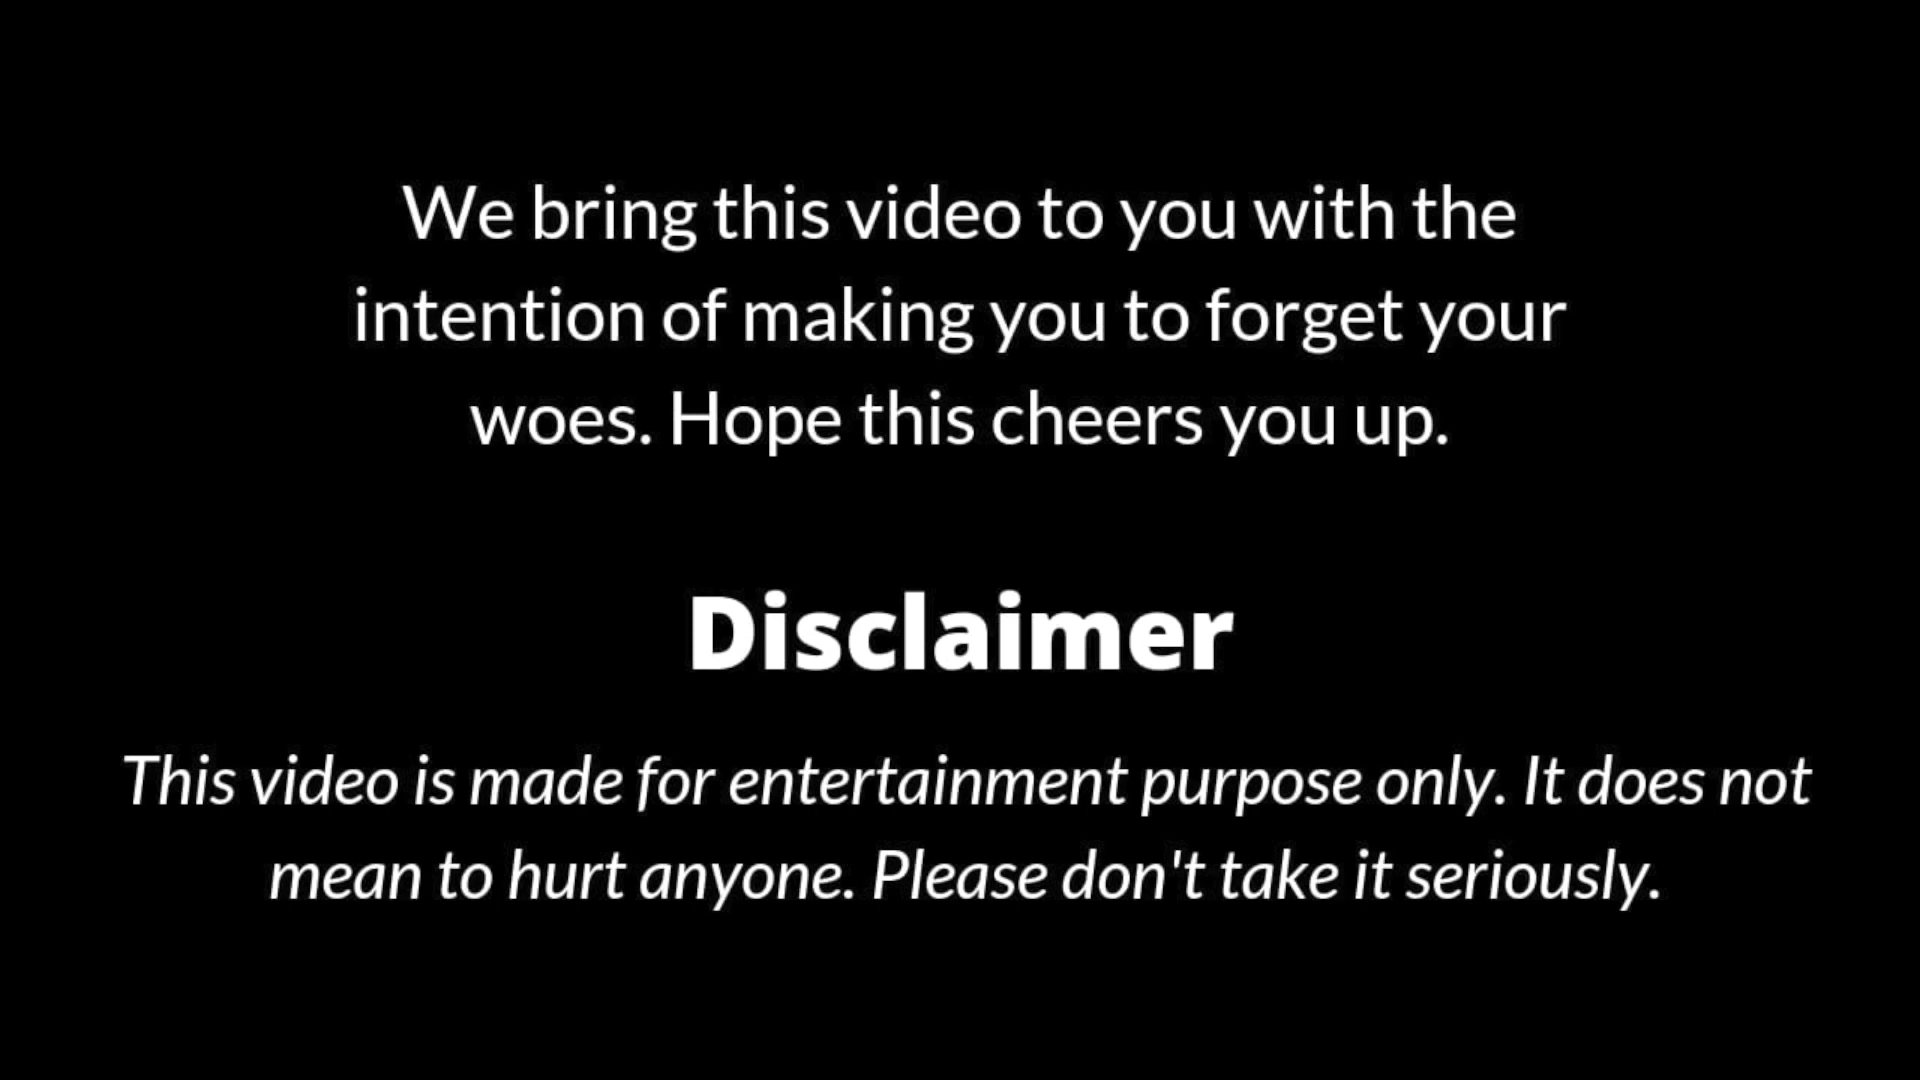 We bring this video to you with the
intention of making you to forget your
woes. Hope this cheers you up.
Disclaimer
This video is made for entertainment purpose only. It does not
mean to hurt anyone. Please don't take it seriously.